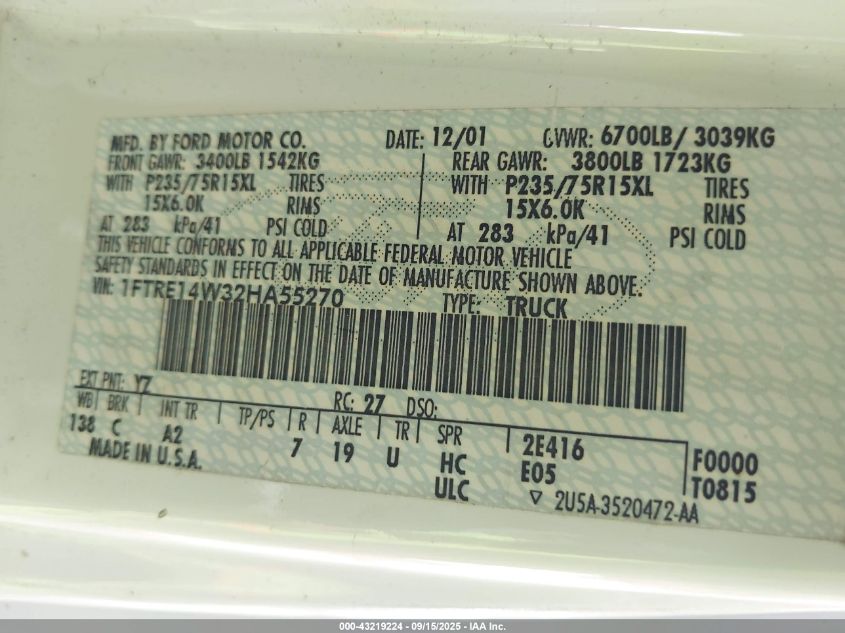 MFD. BY FORD MOTOR CO. DATE: 12/01 GVWR: 6700LB/ 3039KG
FRONT GAWR: 3400LB 1542KG REAR GAWR: 3800LB 1723KG
WITH P235/75R15XL TIRES WITH P235/75R15XL TIRES
15X6.0K RIMS 15X6.0K RIMS
AT 283 kPa/41 PSI COLD AT 283 kPa/41 PSI COLD
THIS VEHICLE CONFORMS TO ALL APPLICABLE FEDERAL MOTOR VEHICLE
SAFETY STANDARDS IN EFFECT ON THE DATE OF MANUFACTURE SHOWN ABOVE.
VIN: 1FTRE14W32HA55270 TYPE: TRUCK
EXT PNT: YZ RC: 27 DSO:
WB BRK INT TR TP/PS R AXLE TR SPR 2E416 F0000
138 C A2 7 19 U HC E05 T0815
MADE IN U.S.A. ULC ▽ 2U5A-3520472-AA
000-43219224 - 09/15/2025 - IAA Inc.